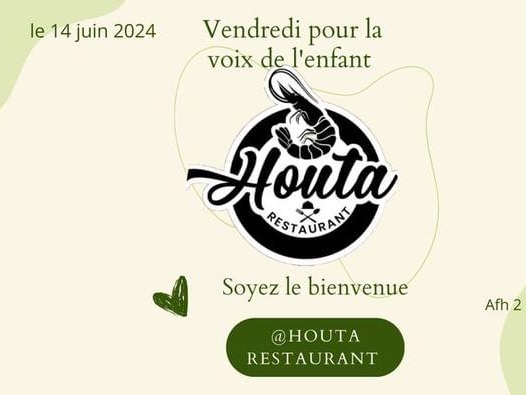 le 14 juin 2024
Vendredi pour la
voix de l'enfant
Houta
RESTAURANT
Soyez le bienvenue
Afh 2
@HOUTA
RESTAURANT